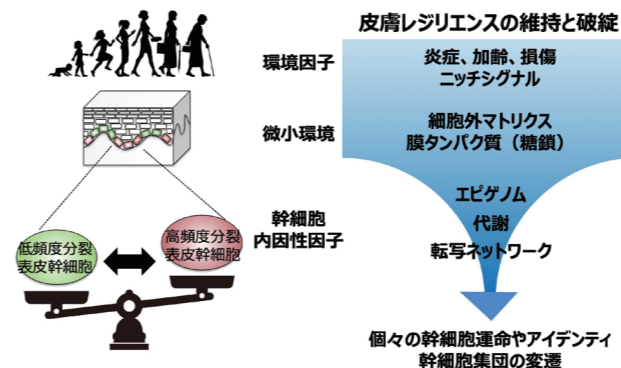 皮膚レジリエンスの維持と破綻
環境因子
炎症、加齢、損傷
ニッチシグナル
微小環境
細胞外マトリクス
膜タンパク質（糖鎖）
幹細胞
内因性因子
エピゲノム
代謝
転写ネットワーク
低頻度分裂
表皮幹細胞
高頻度分裂
表皮幹細胞
個々の幹細胞運命やアイデンティ
幹細胞集団の変遷